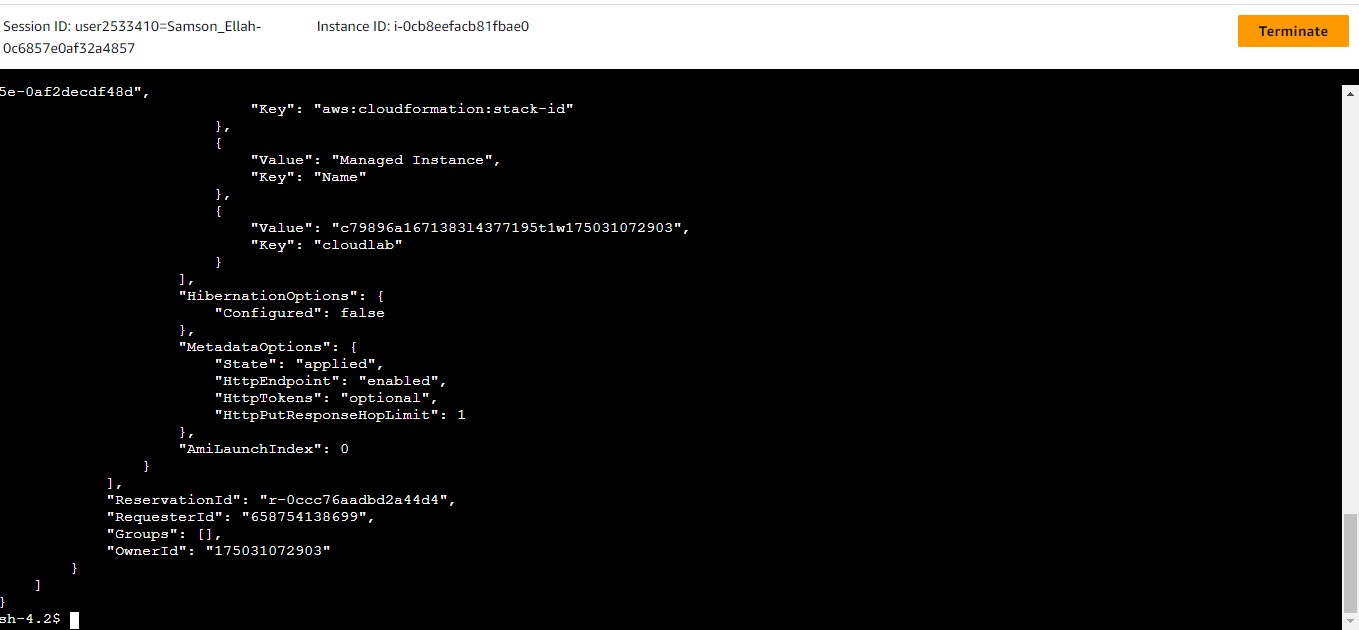 Session ID: user2533410=Samson_Ellah-
0c6857e0af32a4857
Instance ID: i-0cb8eefacb81fbae0
Terminate
5e-0af2decdf48d",
"Key": "aws:cloudformation:stack-id"
},
{
"Value": "Managed Instance",
"Key": "Name"
},
{
"Value": "c79896a1671383l4377195t1w175031072903",
"Key": "cloudlab"
}
],
"HibernationOptions": {
"Configured": false
},
"MetadataOptions": {
"State": "applied",
"HttpEndpoint": "enabled",
"HttpTokens": "optional",
"HttpPutResponseHopLimit": 1
},
"AmiLaunchIndex": 0
}
],
"ReservationId": "r-0ccc76aadbd2a44d4",
"RequesterId": "658754138699",
"Groups": [],
"OwnerId": "175031072903"
}
]
}
sh-4.2$